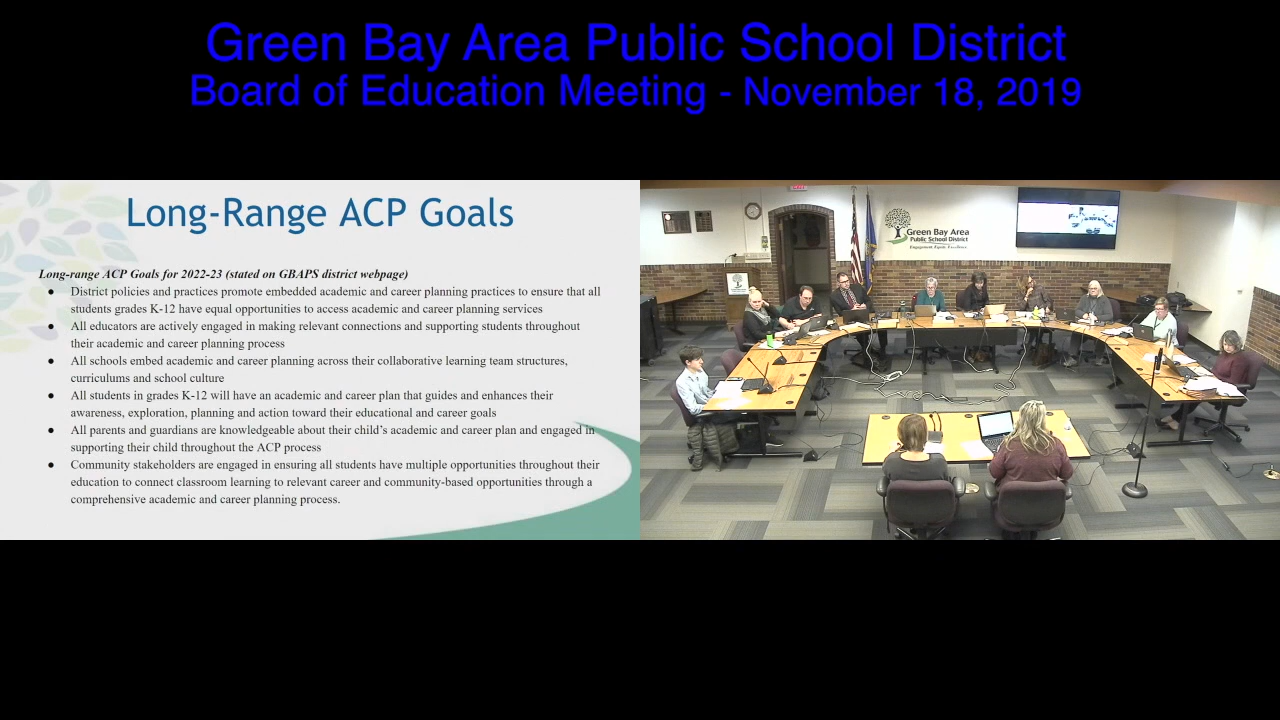 Green Bay Area Public School District
Board of Education Meeting - November 18, 2019
Long-Range ACP Goals
Long-range ACP Goals for 2022-23 (stated on GBAPS district webpage)
● District policies and practices promote embedded academic and career planning practices to ensure that all
students grades K-12 have equal opportunities to access academic and career planning services
● All educators are actively engaged in making relevant connections and supporting students throughout
their academic and career planning process
● All schools embed academic and career planning across their collaborative learning team structures,
curriculums and school culture
● All students in grades K-12 will have an academic and career plan that guides and enhances their
awareness, exploration, planning and action toward their educational and career goals
● All parents and guardians are knowledgeable about their child's academic and career plan and engaged in
supporting their child throughout the ACP process
● Community stakeholders are engaged in ensuring all students have multiple opportunities throughout their
education to connect classroom learning to relevant career and community-based opportunities through a
comprehensive academic and career planning process.
Green Bay Area
Public School District